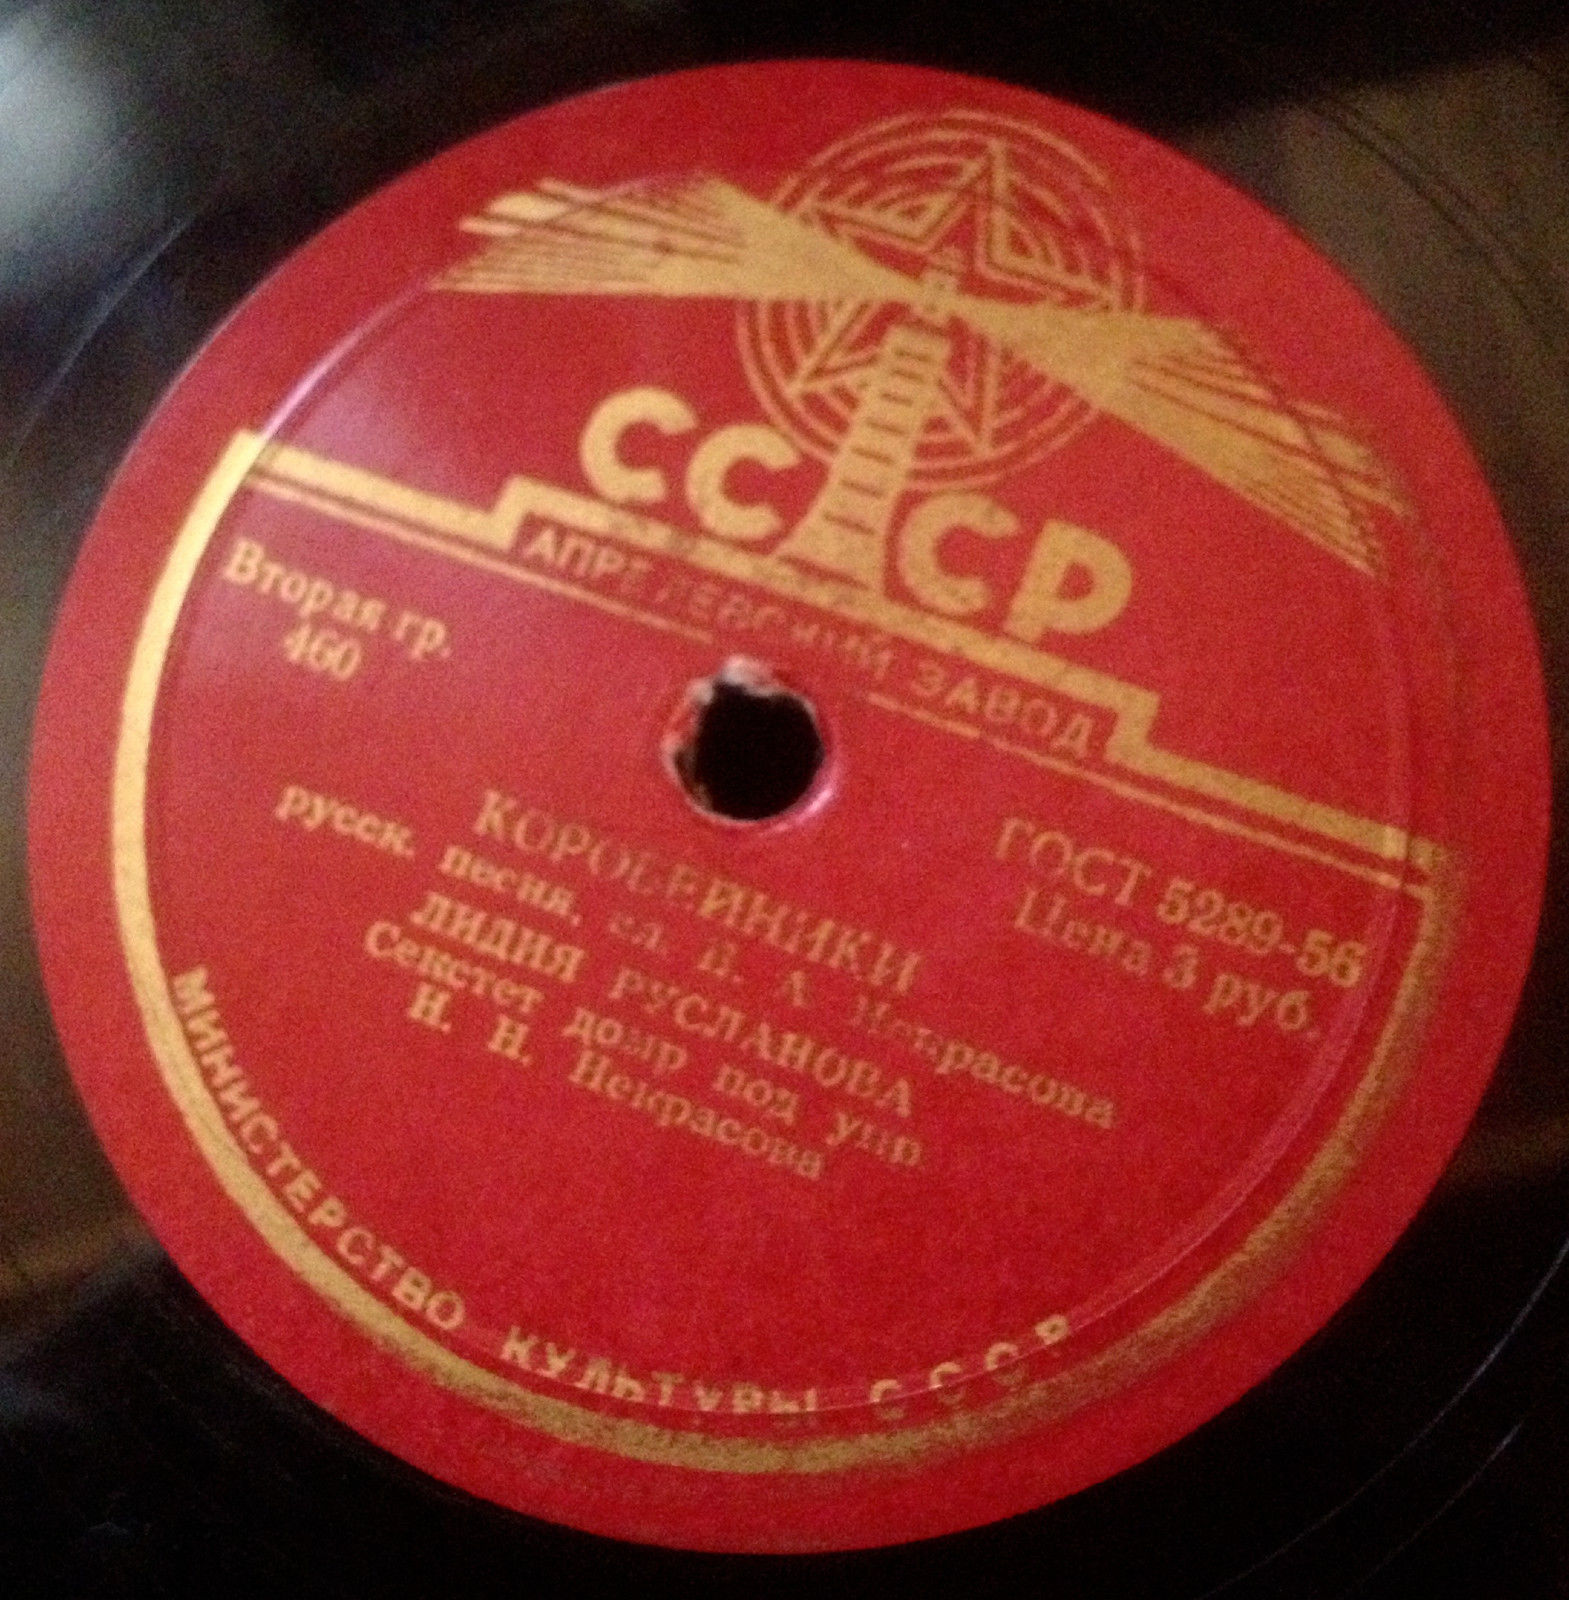 СССР
АПРЕЛЕВСКИЙ ЗАВОД
Вторая гр.
460
ГОСТ 5289-56
Цена 3 руб.
КОРОБЕЙНИКИ
русск. песня, сл. Н. А. Некрасова
ЛИДИЯ РУСЛАНОВА
Секстет домр под упр.
Н. Н. Некрасова
МИНИСТЕРСТВО КУЛЬТУРЫ СССР